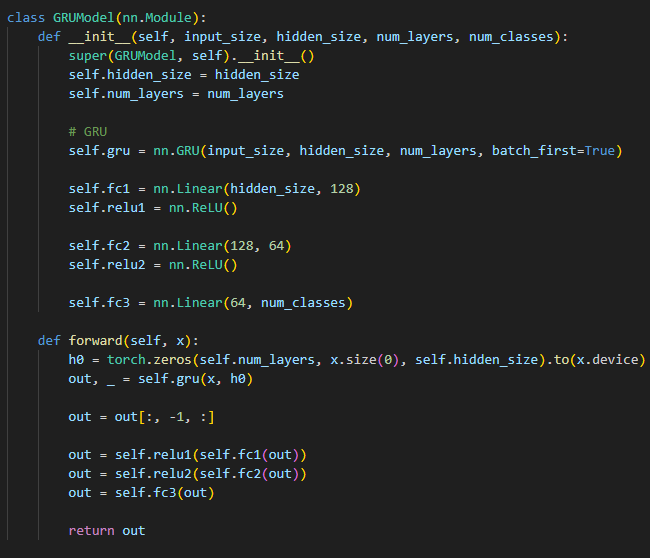 class GRUModel(nn.Module):
    def __init__(self, input_size, hidden_size, num_layers, num_classes):
        super(GRUModel, self).__init__()
        self.hidden_size = hidden_size
        self.num_layers = num_layers

        # GRU
        self.gru = nn.GRU(input_size, hidden_size, num_layers, batch_first=True)

        self.fc1 = nn.Linear(hidden_size, 128)
        self.relu1 = nn.ReLU()

        self.fc2 = nn.Linear(128, 64)
        self.relu2 = nn.ReLU()

        self.fc3 = nn.Linear(64, num_classes)

    def forward(self, x):
        h0 = torch.zeros(self.num_layers, x.size(0), self.hidden_size).to(x.device)
        out, _ = self.gru(x, h0)

        out = out[:, -1, :]

        out = self.relu1(self.fc1(out))
        out = self.relu2(self.fc2(out))
        out = self.fc3(out)

        return out